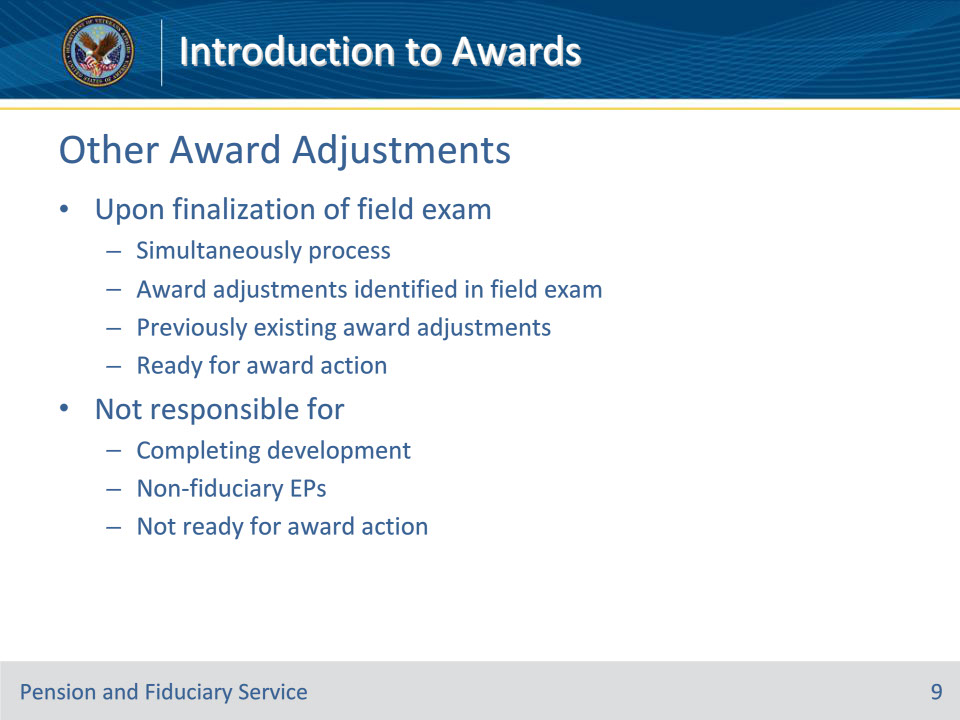 Introduction to Awards
Other Award Adjustments
• Upon finalization of field exam
– Simultaneously process
– Award adjustments identified in field exam
– Previously existing award adjustments
– Ready for award action
• Not responsible for
– Completing development
– Non-fiduciary EPs
– Not ready for award action
Pension and Fiduciary Service
9